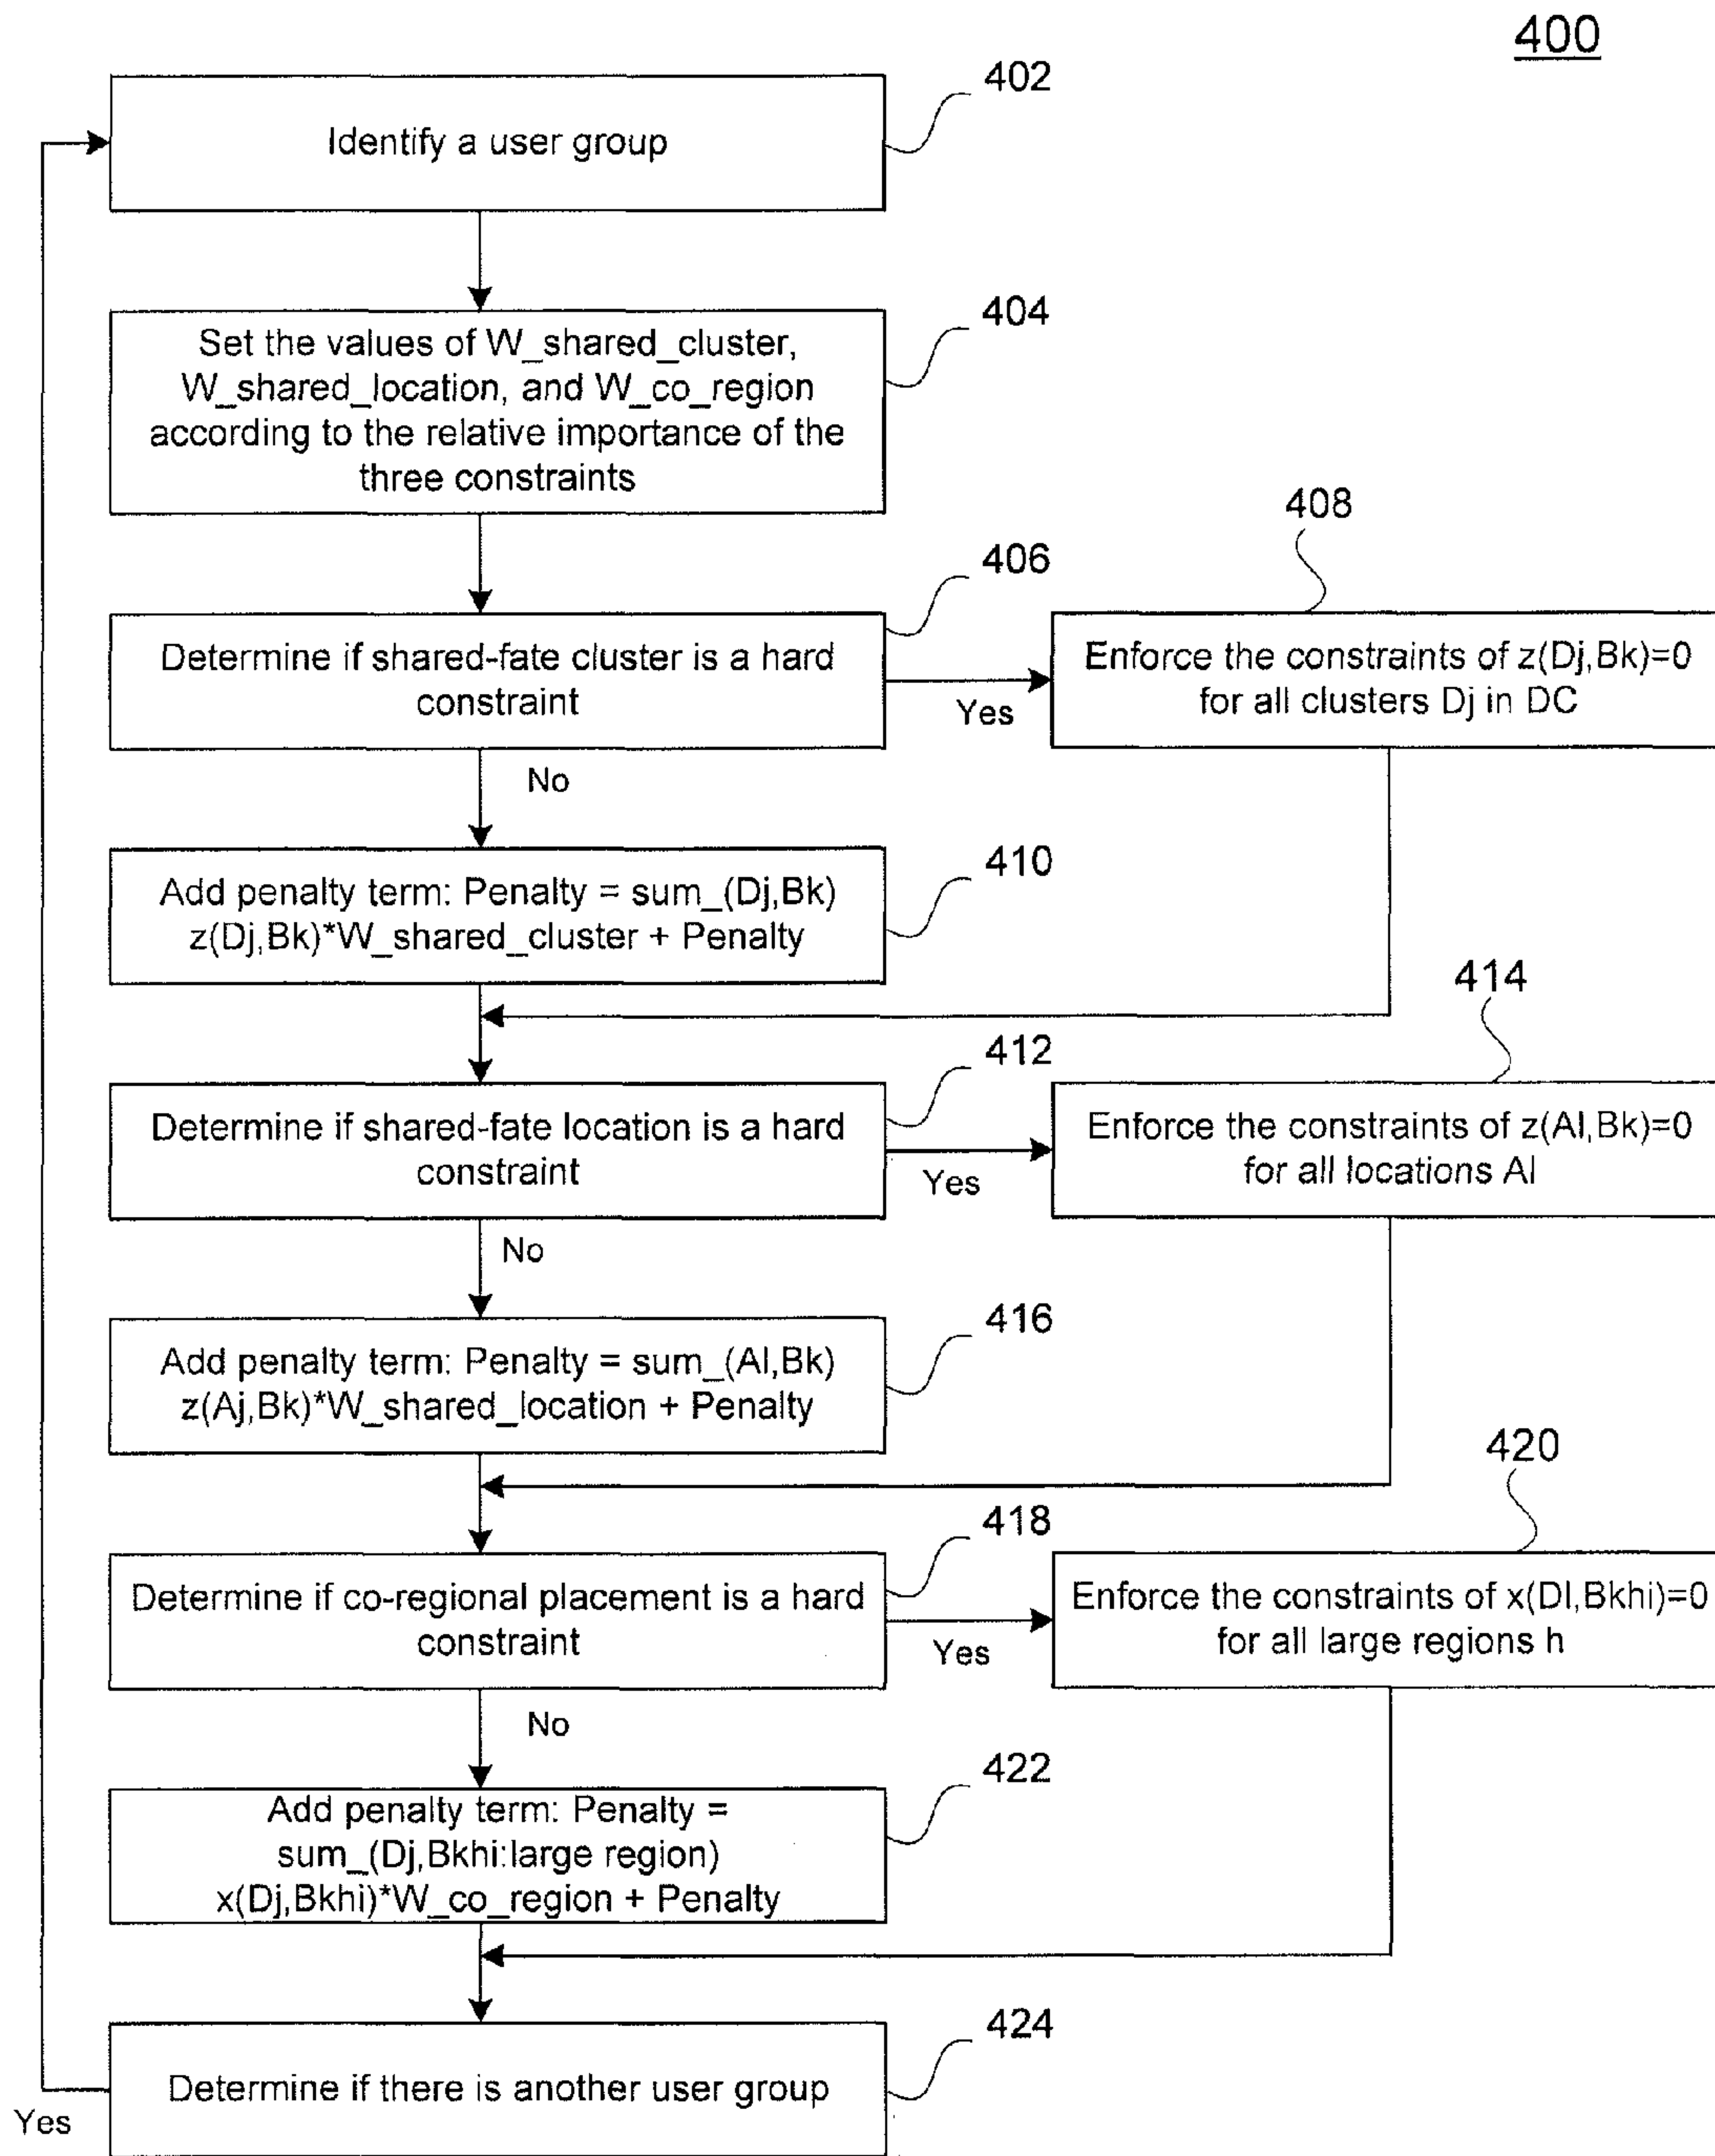 400
402
Identify a user group
404
Set the values of W_shared_cluster,
W_shared_location, and W_co_region
according to the relative importance of the
three constraints
406
408
Determine if shared-fate cluster is a hard
constraint
Yes
Enforce the constraints of z(Dj,Bk)=0
for all clusters Dj in DC
No
410
Add penalty term: Penalty = sum_(Dj,Bk)
z(Dj,Bk)*W_shared_cluster + Penalty
412
414
Determine if shared-fate location is a hard
constraint
Yes
Enforce the constraints of z(Al,Bk)=0
for all locations Al
No
416
Add penalty term: Penalty = sum_(Al,Bk)
z(Aj,Bk)*W_shared_location + Penalty
418
420
Determine if co-regional placement is a hard
constraint
Yes
Enforce the constraints of x(Dl,Bkhi)=0
for all large regions h
No
422
Add penalty term: Penalty =
sum_(Dj,Bkhi:large region)
x(Dj,Bkhi)*W_co_region + Penalty
424
Determine if there is another user group
Yes